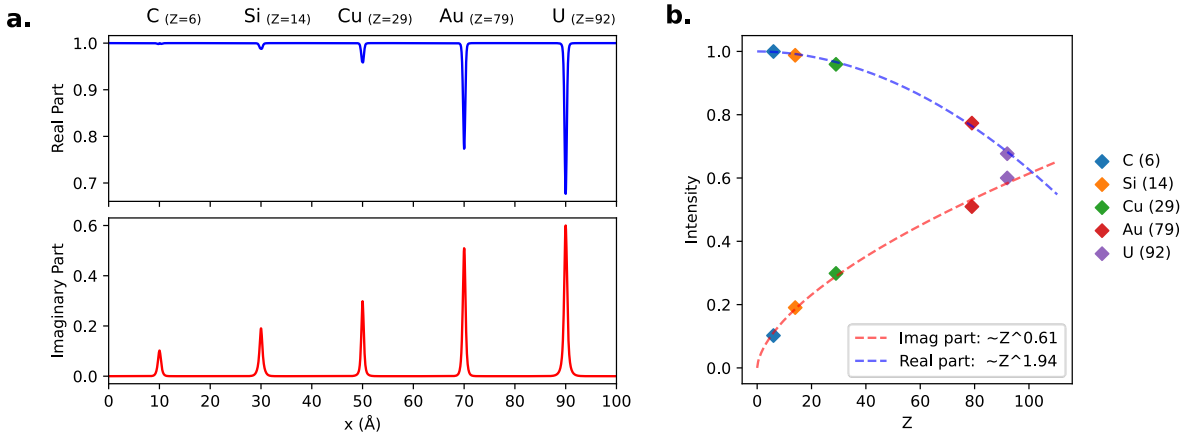 a.
C (Z=6)
Si (Z=14)
Cu (Z=29)
Au (Z=79)
U (Z=92)
Real Part
1.0
0.9
0.8
0.7
Imaginary Part
0.6
0.4
0.2
0.0
0 10 20 30 40 50 60 70 80 90 100
x (Å)
b.
Intensity
1.0
0.8
0.6
0.4
0.2
0.0
0 20 40 60 80 100
Z
Imag part: ~Z^0.61
Real part: ~Z^1.94
C (6)
Si (14)
Cu (29)
Au (79)
U (92)